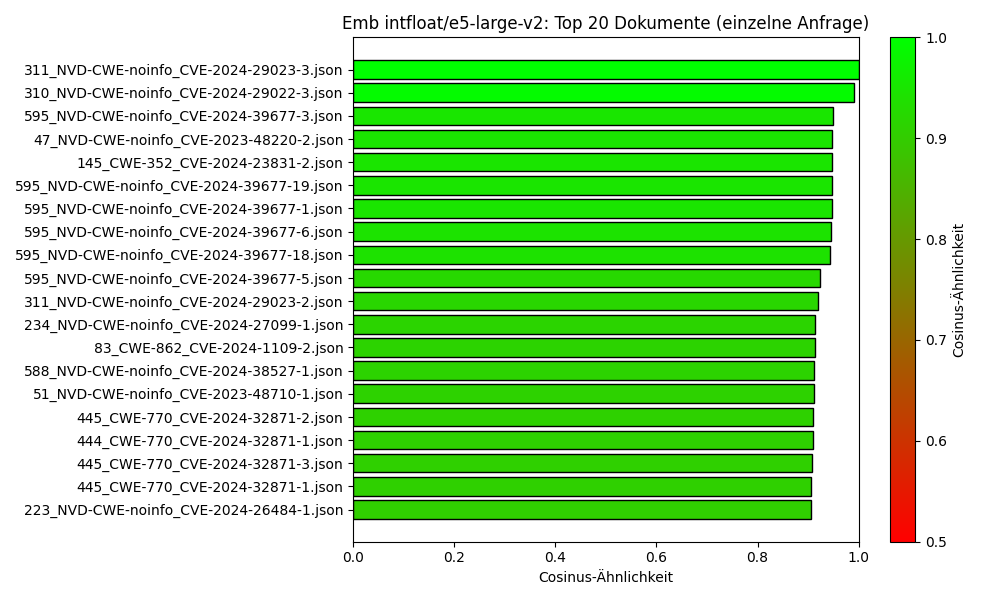 Emb intfloat/e5-large-v2: Top 20 Dokumente (einzelne Anfrage)
311_NVD-CWE-noinfo_CVE-2024-29023-3.json
310_NVD-CWE-noinfo_CVE-2024-29022-3.json
595_NVD-CWE-noinfo_CVE-2024-39677-3.json
47_NVD-CWE-noinfo_CVE-2023-48220-2.json
145_CWE-352_CVE-2024-23831-2.json
595_NVD-CWE-noinfo_CVE-2024-39677-19.json
595_NVD-CWE-noinfo_CVE-2024-39677-1.json
595_NVD-CWE-noinfo_CVE-2024-39677-6.json
595_NVD-CWE-noinfo_CVE-2024-39677-18.json
595_NVD-CWE-noinfo_CVE-2024-39677-5.json
311_NVD-CWE-noinfo_CVE-2024-29023-2.json
234_NVD-CWE-noinfo_CVE-2024-27099-1.json
83_CWE-862_CVE-2024-1109-2.json
588_NVD-CWE-noinfo_CVE-2024-38527-1.json
51_NVD-CWE-noinfo_CVE-2023-48710-1.json
445_CWE-770_CVE-2024-32871-2.json
444_CWE-770_CVE-2024-32871-1.json
445_CWE-770_CVE-2024-32871-3.json
445_CWE-770_CVE-2024-32871-1.json
223_NVD-CWE-noinfo_CVE-2024-26484-1.json
0.0 0.2 0.4 0.6 0.8 1.0
Cosinus-Ähnlichkeit
1.0
0.9
0.8
0.7
0.6
0.5
Cosinus-Ähnlichkeit